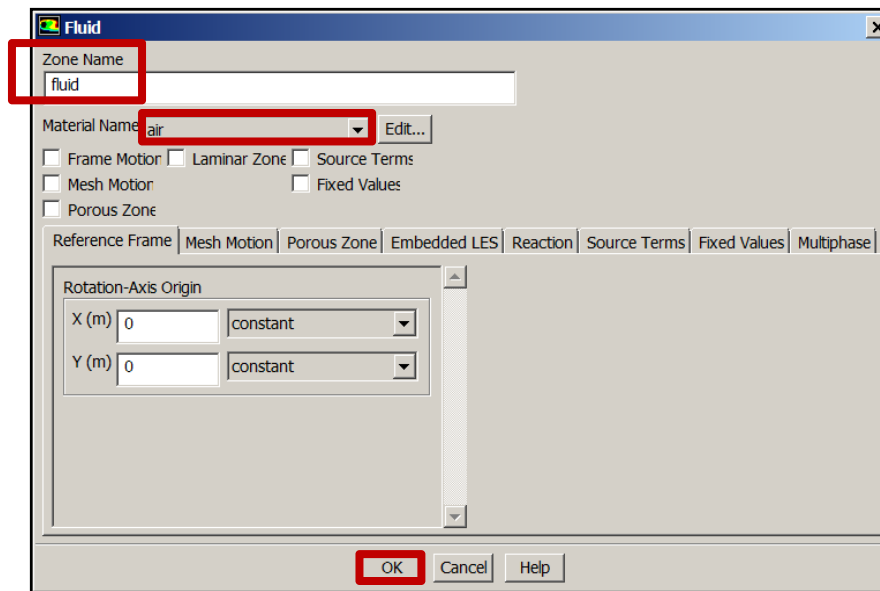 Fluid
Zone Name
fluid
Material Name air Edit...
Frame Motion Laminar Zone Source Terms
Mesh Motion Fixed Values
Porous Zone
Reference Frame Mesh Motion Porous Zone Embedded LES Reaction Source Terms Fixed Values Multiphase
Rotation-Axis Origin
X (m) 0 constant
Y (m) 0 constant
OK Cancel Help